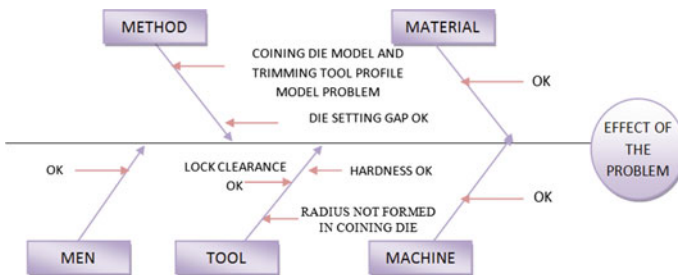 METHOD
MATERIAL
COINING DIE MODEL AND
TRIMMING TOOL PROFILE
MODEL PROBLEM
OK
DIE SETTING GAP OK
EFFECT OF
THE
PROBLEM
OK
LOCK CLEARANCE
OK
HARDNESS OK
OK
RADIUS NOT FORMED
IN COINING DIE
MEN
TOOL
MACHINE